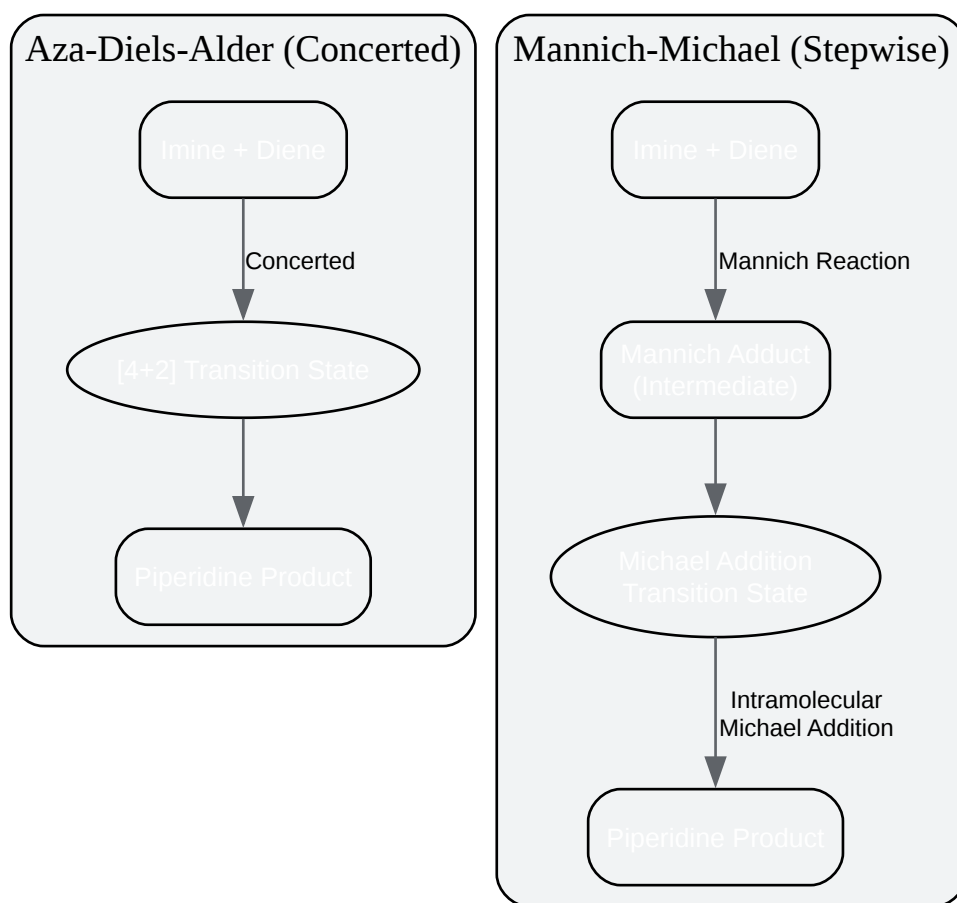 Aza-Diels-Alder (Concerted)
Imine + Diene
Concerted
[4+2] Transition State
Piperidine Product
Mannich-Michael (Stepwise)
Imine + Diene
Mannich Reaction
Mannich Adduct
(Intermediate)
Michael Addition
Transition State
Intramolecular
Michael Addition
Piperidine Product